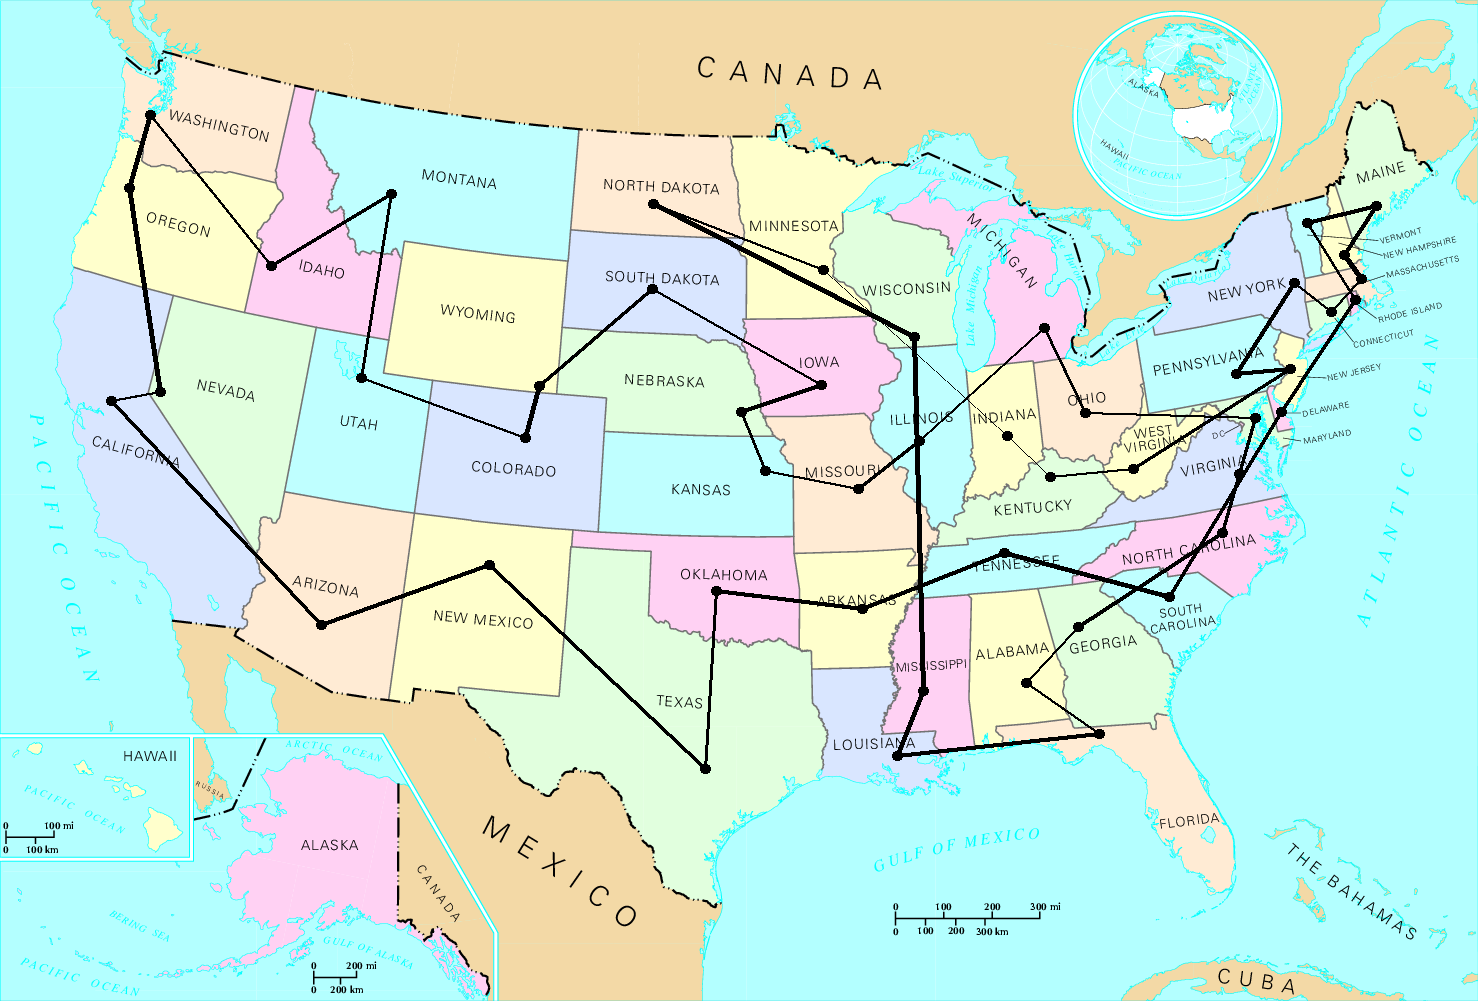 CANADA
ALASKA
ATLANTIC OCEAN
HAWAII
PACIFIC OCEAN
WASHINGTON
MONTANA
NORTH DAKOTA
MINNESOTA
Lake Superior
MICHIGAN
MAINE
OREGON
IDAHO
SOUTH DAKOTA
WISCONSIN
Lake Michigan
VERMONT
NEW HAMPSHIRE
MASSACHUSETTS
NEW YORK
RHODE ISLAND
CONNECTICUT
WYOMING
NEVADA
UTAH
NEBRASKA
IOWA
PENNSYLVANIA
NEW JERSEY
CALIFORNIA
COLORADO
KANSAS
MISSOURI
ILLINOIS
INDIANA
OHIO
WEST
VIRGINIA
DC
DELAWARE
MARYLAND
VIRGINIA
KENTUCKY
PACIFIC OCEAN
ATLANTIC OCEAN
ARIZONA
NEW MEXICO
OKLAHOMA
ARKANSAS
TENNESSEE
NORTH CAROLINA
SOUTH
CAROLINA
TEXAS
LOUISIANA
MISSISSIPPI
ALABAMA
GEORGIA
FLORIDA
HAWAII
PACIFIC OCEAN
0 100 mi
0 100 km
ARCTIC OCEAN
RUSSIA
ALASKA
CANADA
BERING SEA
GULF OF ALASKA
PACIFIC OCEAN
0 200 mi
0 200 km
MEXICO
GULF OF MEXICO
0 100 200 300 mi
0 100 200 300 km
THE BAHAMAS
CUBA